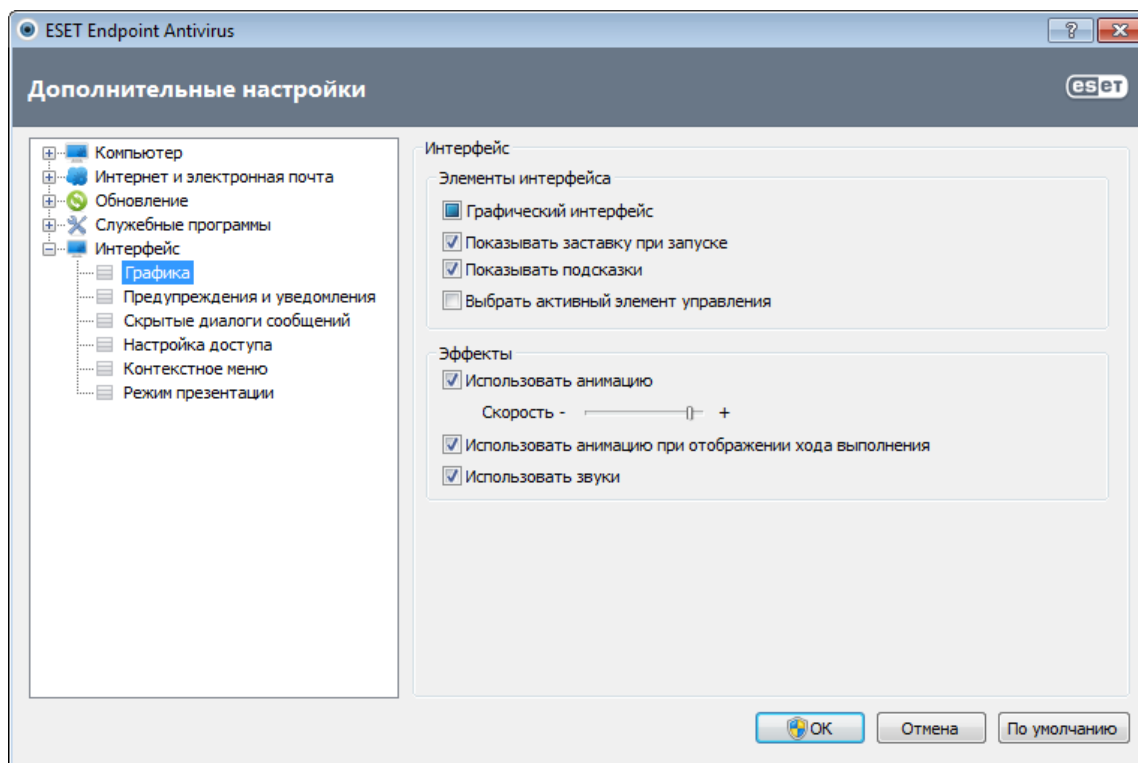 ESET Endpoint Antivirus
Дополнительные настройки
eset
Компьютер
Интернет и электронная почта
Обновление
Служебные программы
Интерфейс
Графика
Предупреждения и уведомления
Скрытые диалоги сообщений
Настройка доступа
Контекстное меню
Режим презентации
Интерфейс
Элементы интерфейса
Графический интерфейс
Показывать заставку при запуске
Показывать подсказки
Выбрать активный элемент управления
Эффекты
Использовать анимацию
Скорость - +
Использовать анимацию при отображении хода выполнения
Использовать звуки
OK Отмена По умолчанию